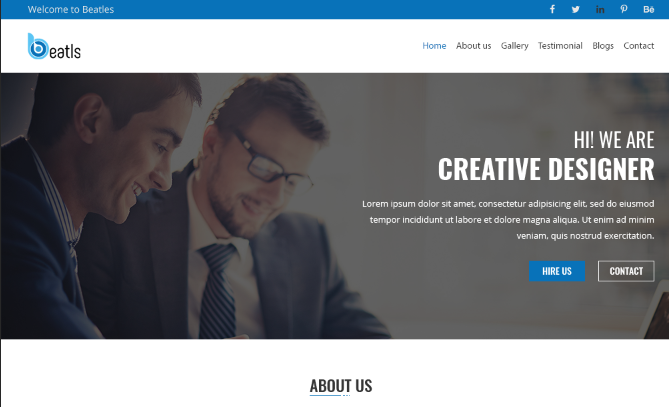 Welcome to Beatles
f in Bē
beatls
Home About us Gallery Testimonial Blogs Contact
HI! WE ARE
CREATIVE DESIGNER
Lorem ipsum dolor sit amet, consectetur adipisicing elit, sed do eiusmod
tempor incididunt ut labore et dolore magna aliqua. Ut enim ad minim
veniam, quis nostrud exercitation.
HIRE US CONTACT
ABOUT US